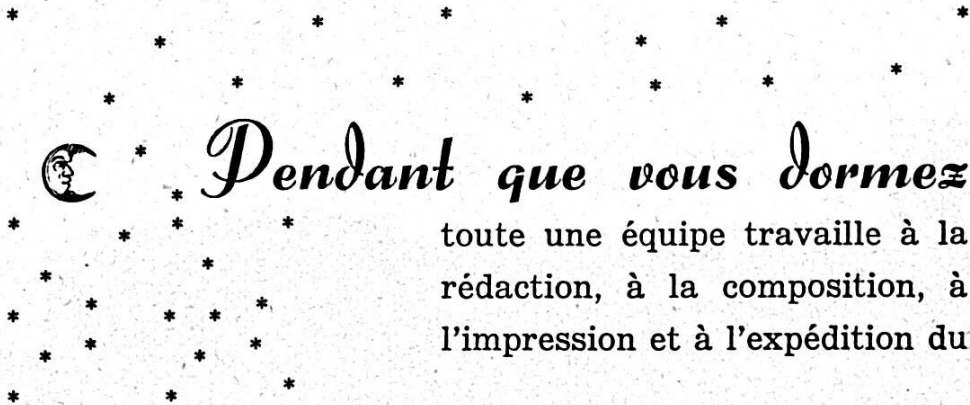 Pendant que vous dormez
toute une équipe travaille à la
rédaction, à la composition, à
l'impression et à l'expédition du